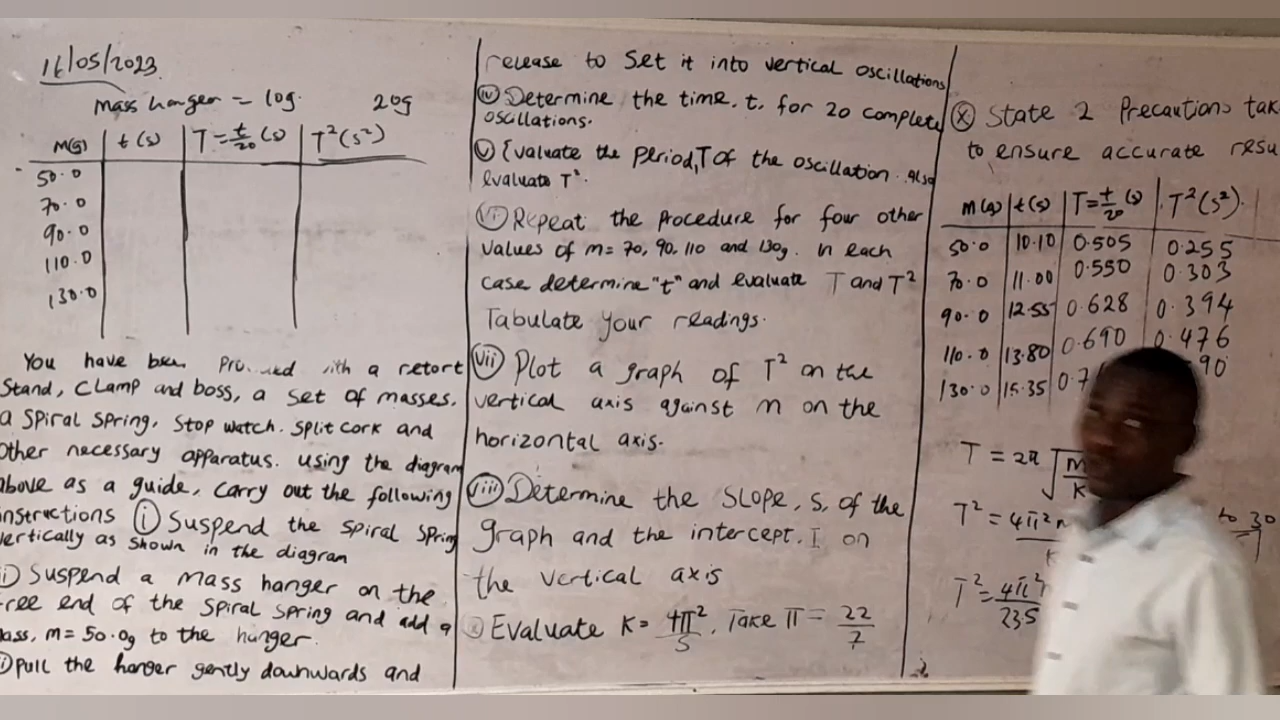 16/05/2023
mass hanger = 10g. 20g
M(g) t(s) T=t/20(s) T²(s²)
50.0
70.0
90.0
110.0
130.0
You have been with a retort
Stand, Clamp and boss, a set of masses,
a spiral spring, stop watch, split cork and
other necessary apparatus. using the diagram
above as a guide, carry out the following
instructions (i) Suspend the spiral spring
vertically as shown in the diagram
Suspend a mass hanger on the
free end of the spiral spring and add a
mass, m= 50.0g to the hanger.
pull the hanger gently downwards and
release to set it into vertical oscillations
(iv) Determine the time, t, for 20 complete
oscillations.
(v) Evaluate the period, T of the oscillation. Also
evaluate T².
(vi) Repeat the procedure for four other
values of m= 70, 90, 110 and 130g. in each
case determine "t" and evaluate T and T²
Tabulate your readings.
(vii) Plot a graph of T² on the
vertical axis against m on the
horizontal axis.
(viii) Determine the slope, s, of the
graph and the intercept, I on
the vertical axis
Evaluate K= 4π²/s, Take π = 22/7
(x) State 2 Precautions tak
to ensure accurate resu
m(g) t(s) T=t/20(s) T²(s²)
50.0 10.10 0.505 0.255
70.0 11.00 0.550 0.303
90.0 12.55 0.628 0.394
110.0 13.80 0.690 0.476
130.0 15.35 0.7 90
T = 2π√m/K
T² = 4π²m to 30
T² = 4π²/235